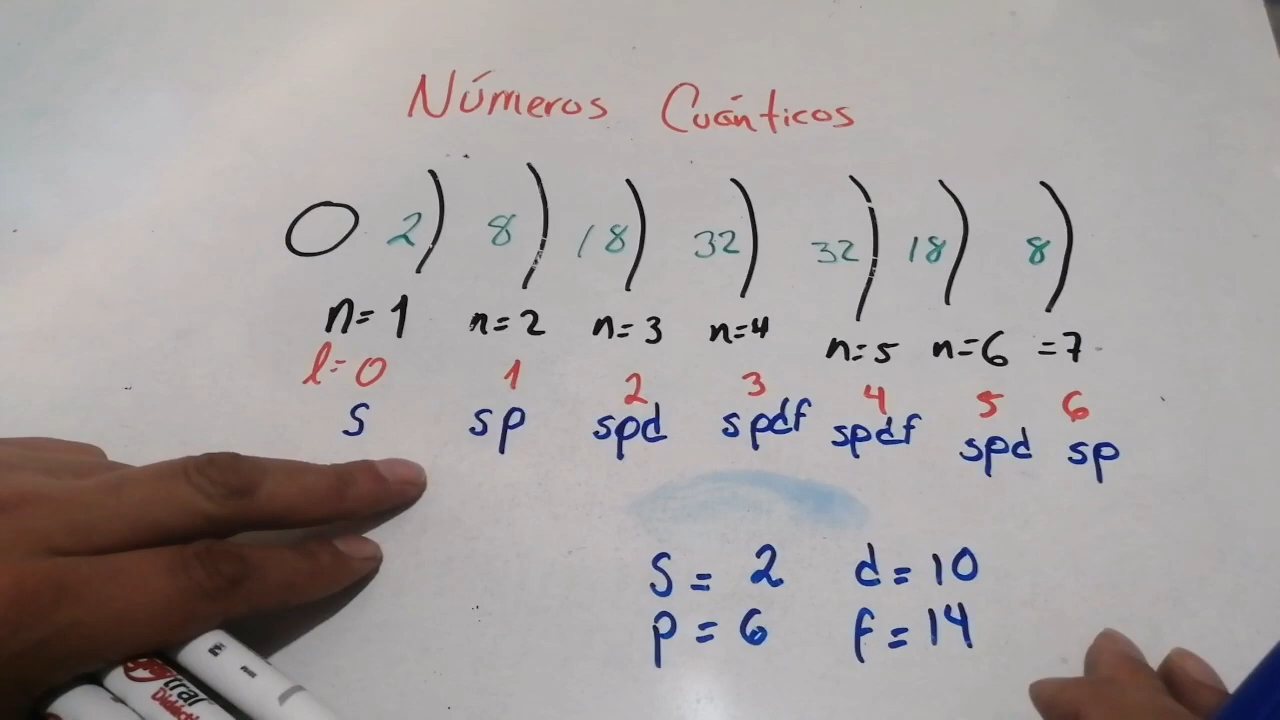 Números Cuánticos
0 2) 8) 18) 32) 32) 18) 8)
n=1 n=2 n=3 n=4 n=5 n=6 =7
l=0 1 2 3 4 5 6
s sp spd spdf spdf spd sp
S = 2 d = 10
p = 6 f = 14